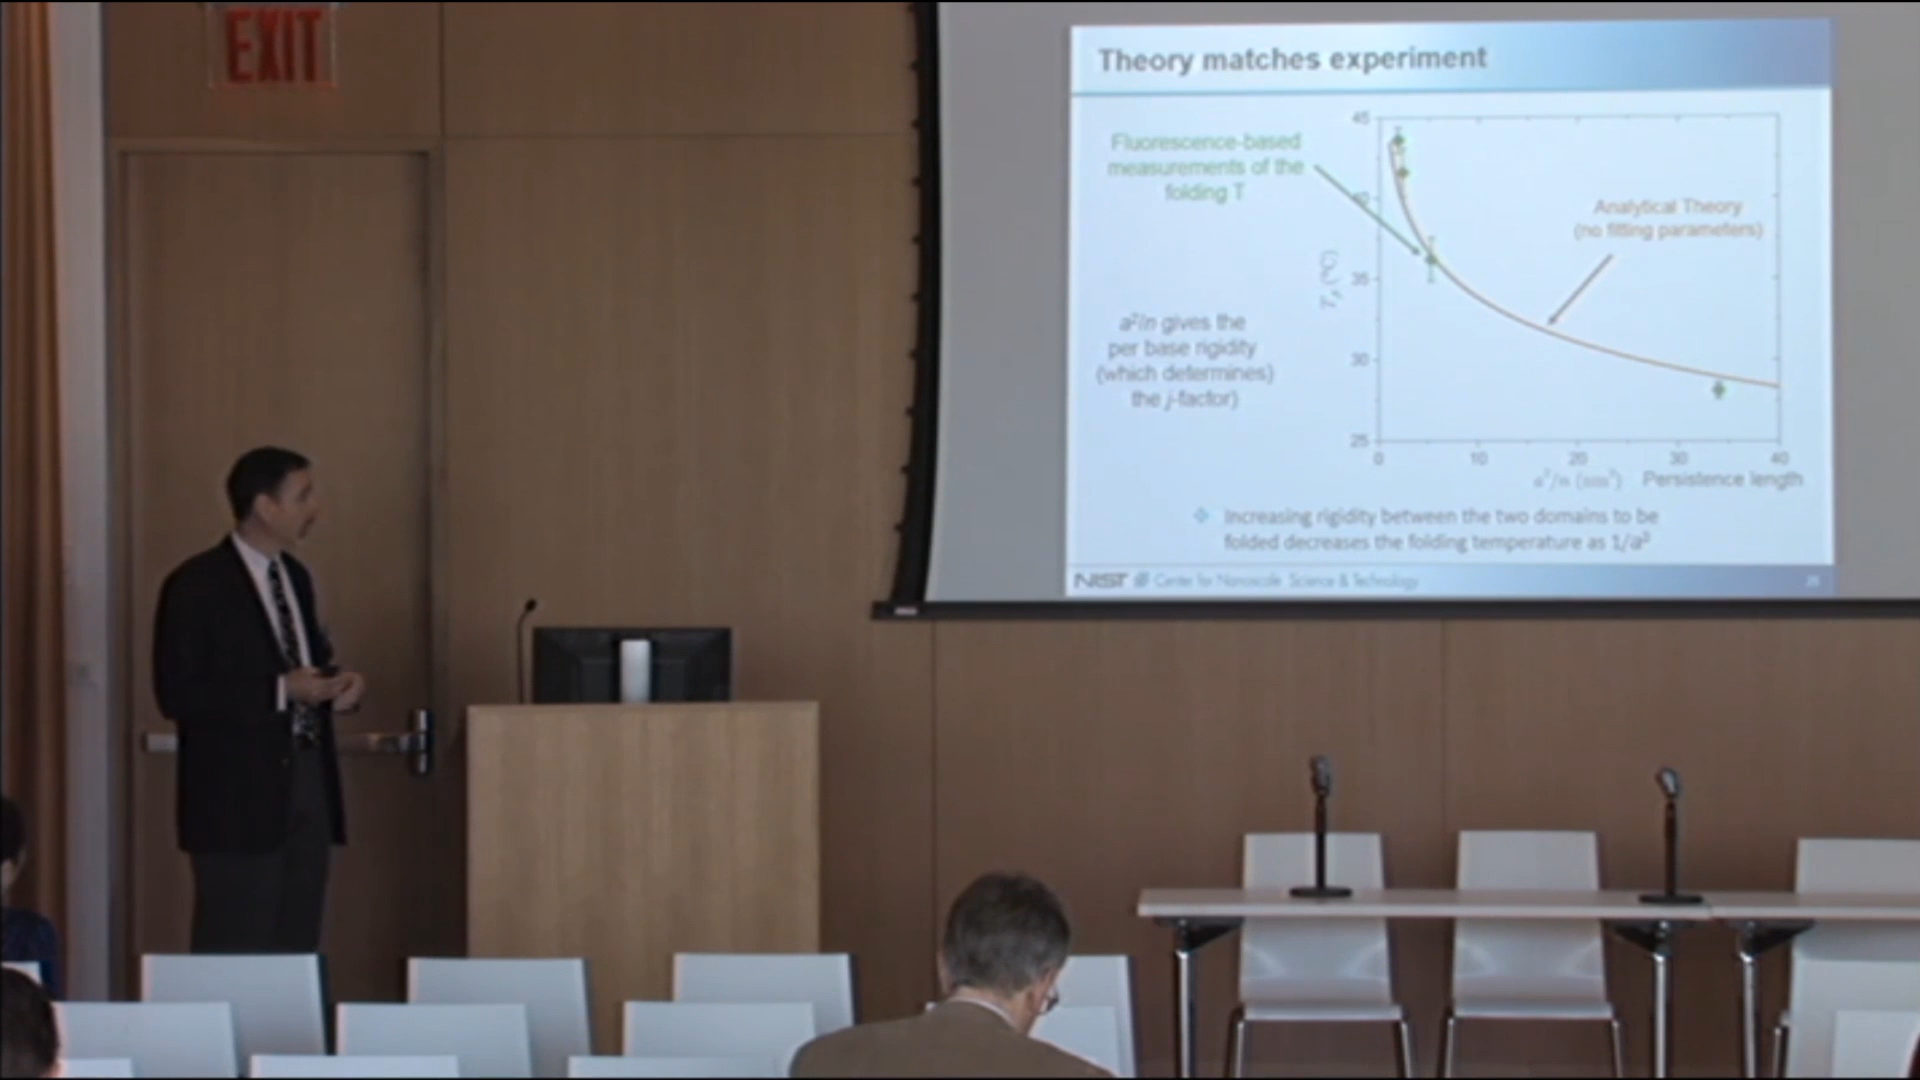 EXIT
Theory matches experiment
Fluorescence-based
measurements of the
folding T
a²/n gives the
per base rigidity
(which determines)
the j-factor)
45
40
35
30
25
0
10
20
30
40
(°C)
Analytical Theory
(no fitting parameters)
Persistence length
Increasing rigidity between the two domains to be
folded decreases the folding temperature as 1/a³
NIST Center for Nanoscale Science & Technology